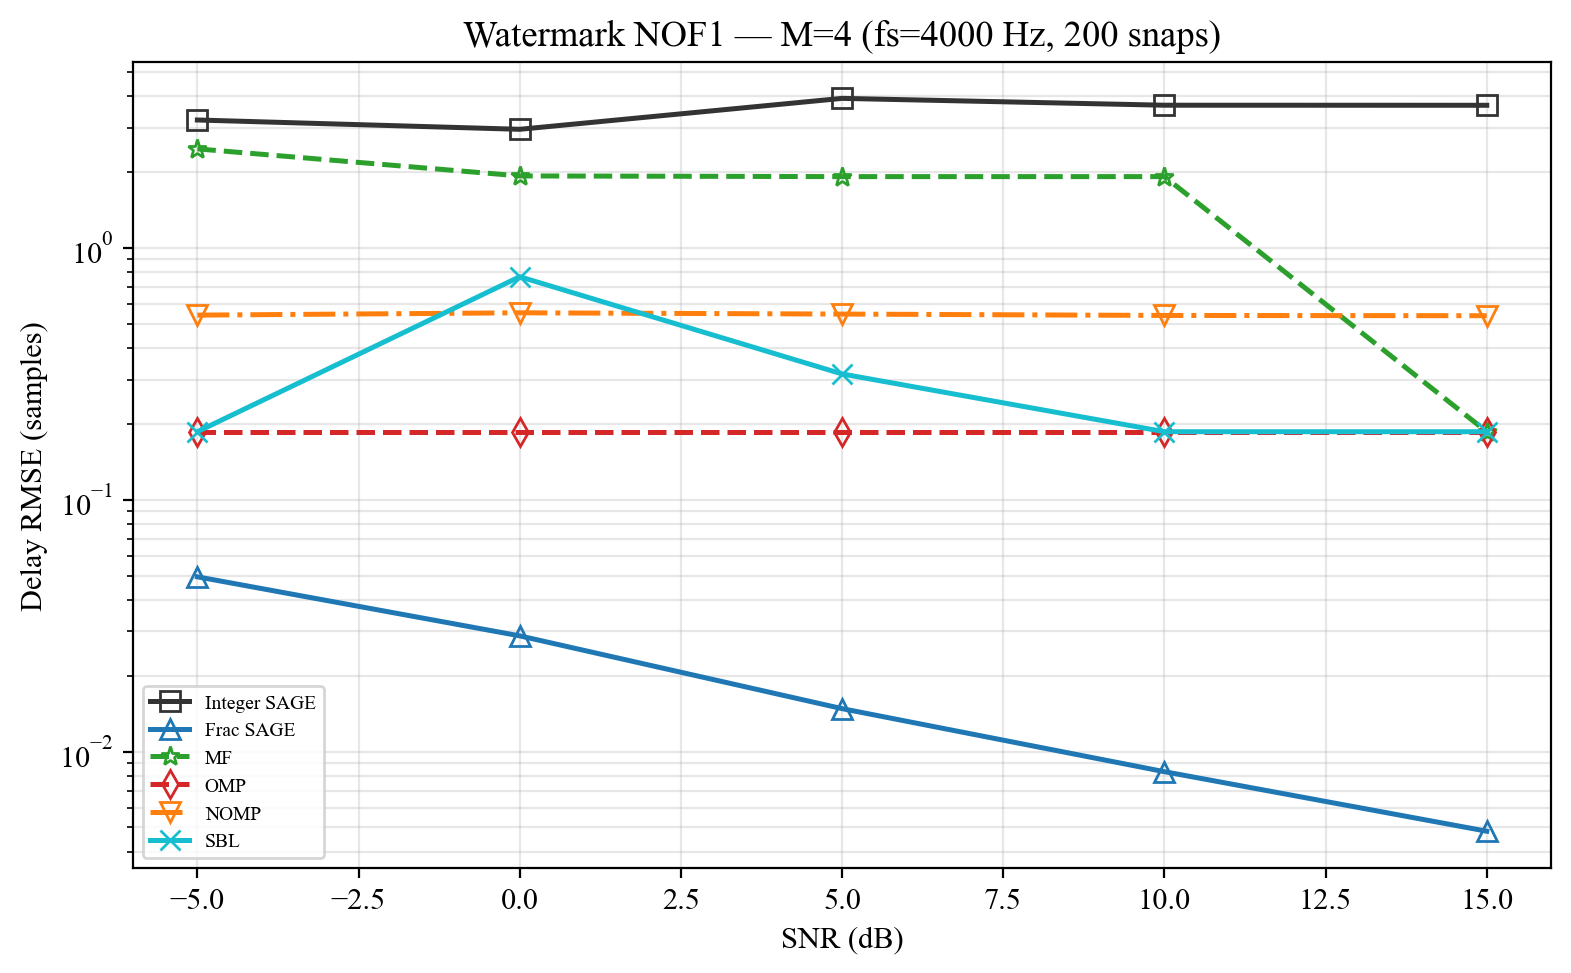 Watermark NOF1 — M=4 (fs=4000 Hz, 200 snaps)
Delay RMSE (samples)
10⁰
10⁻¹
10⁻²
Integer SAGE
Frac SAGE
MF
OMP
NOMP
SBL
−5.0 −2.5 0.0 2.5 5.0 7.5 10.0 12.5 15.0
SNR (dB)